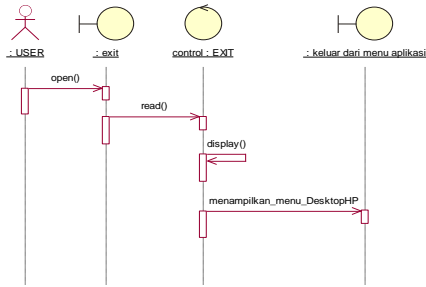 : USER
: exit
control : EXIT
: keluar dari menu aplikasi
open()
read()
display()
menampilkan_menu_DesktopHP